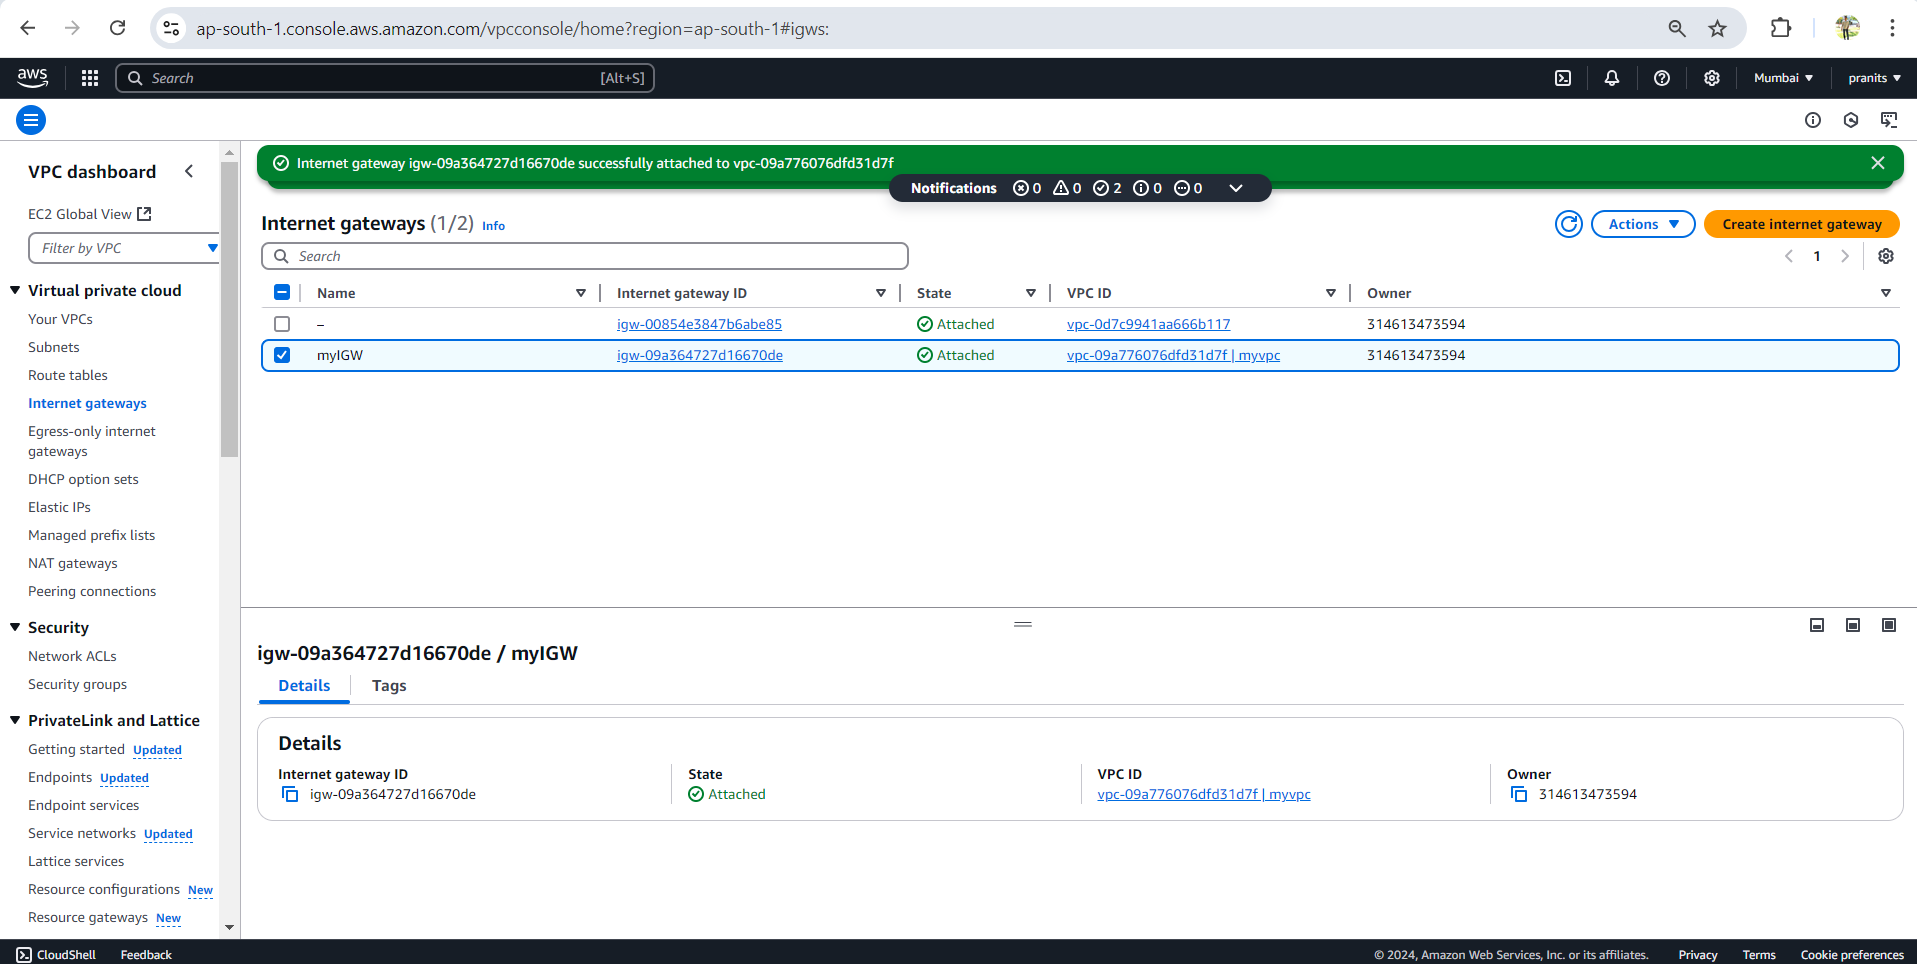 ap-south-1.console.aws.amazon.com/vpcconsole/home?region=ap-south-1#igws:
aws
Search [Alt+S]
Mumbai
pranits
VPC dashboard
EC2 Global View
Filter by VPC
Virtual private cloud
Your VPCs
Subnets
Route tables
Internet gateways
Egress-only internet
gateways
DHCP option sets
Elastic IPs
Managed prefix lists
NAT gateways
Peering connections
Security
Network ACLs
Security groups
PrivateLink and Lattice
Getting started Updated
Endpoints Updated
Endpoint services
Service networks Updated
Lattice services
Resource configurations New
Resource gateways New
Internet gateway igw-09a364727d16670de successfully attached to vpc-09a776076dfd31d7f
Notifications 0 0 2 0 0
Internet gateways (1/2) Info
Actions
Create internet gateway
Search
1
Name Internet gateway ID State VPC ID Owner
– igw-00854e3847b6abe85 Attached vpc-0d7c9941aa666b117 314613473594
myIGW igw-09a364727d16670de Attached vpc-09a776076dfd31d7f | myvpc 314613473594
igw-09a364727d16670de / myIGW
Details Tags
Details
Internet gateway ID
igw-09a364727d16670de
State
Attached
VPC ID
vpc-09a776076dfd31d7f | myvpc
Owner
314613473594
CloudShell Feedback
© 2024, Amazon Web Services, Inc. or its affiliates. Privacy Terms Cookie preferences